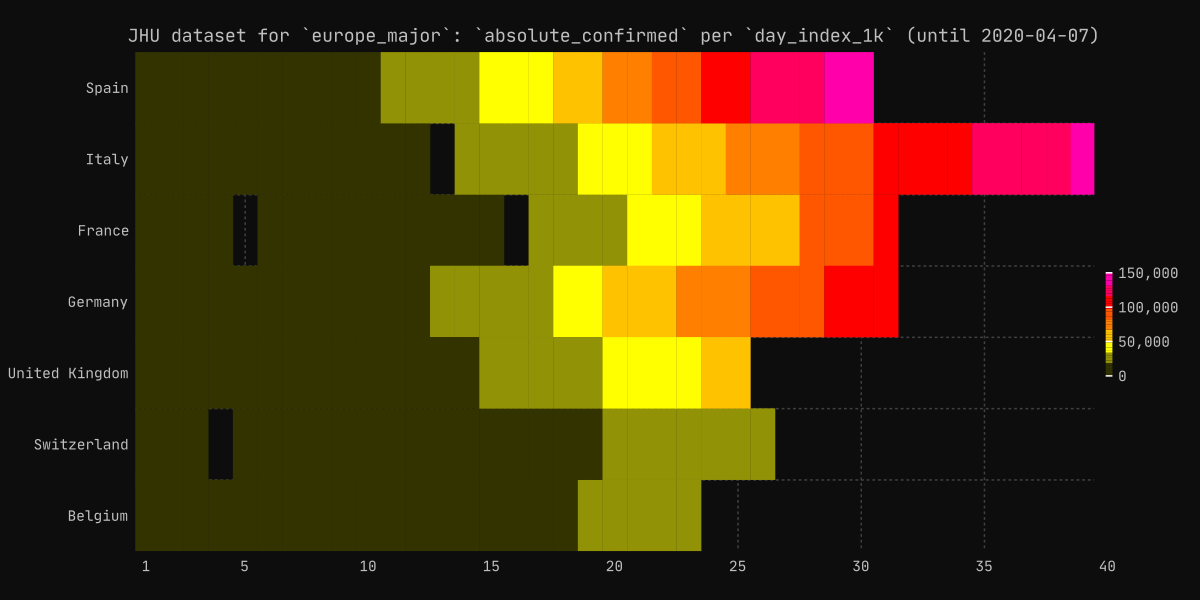 JHU dataset for `europe_major`: `absolute_confirmed` per `day_index_1k` (until 2020-04-07)
Spain
Italy
France
Germany
United Kingdom
Switzerland
Belgium
150,000
100,000
50,000
0
1 5 10 15 20 25 30 35 40